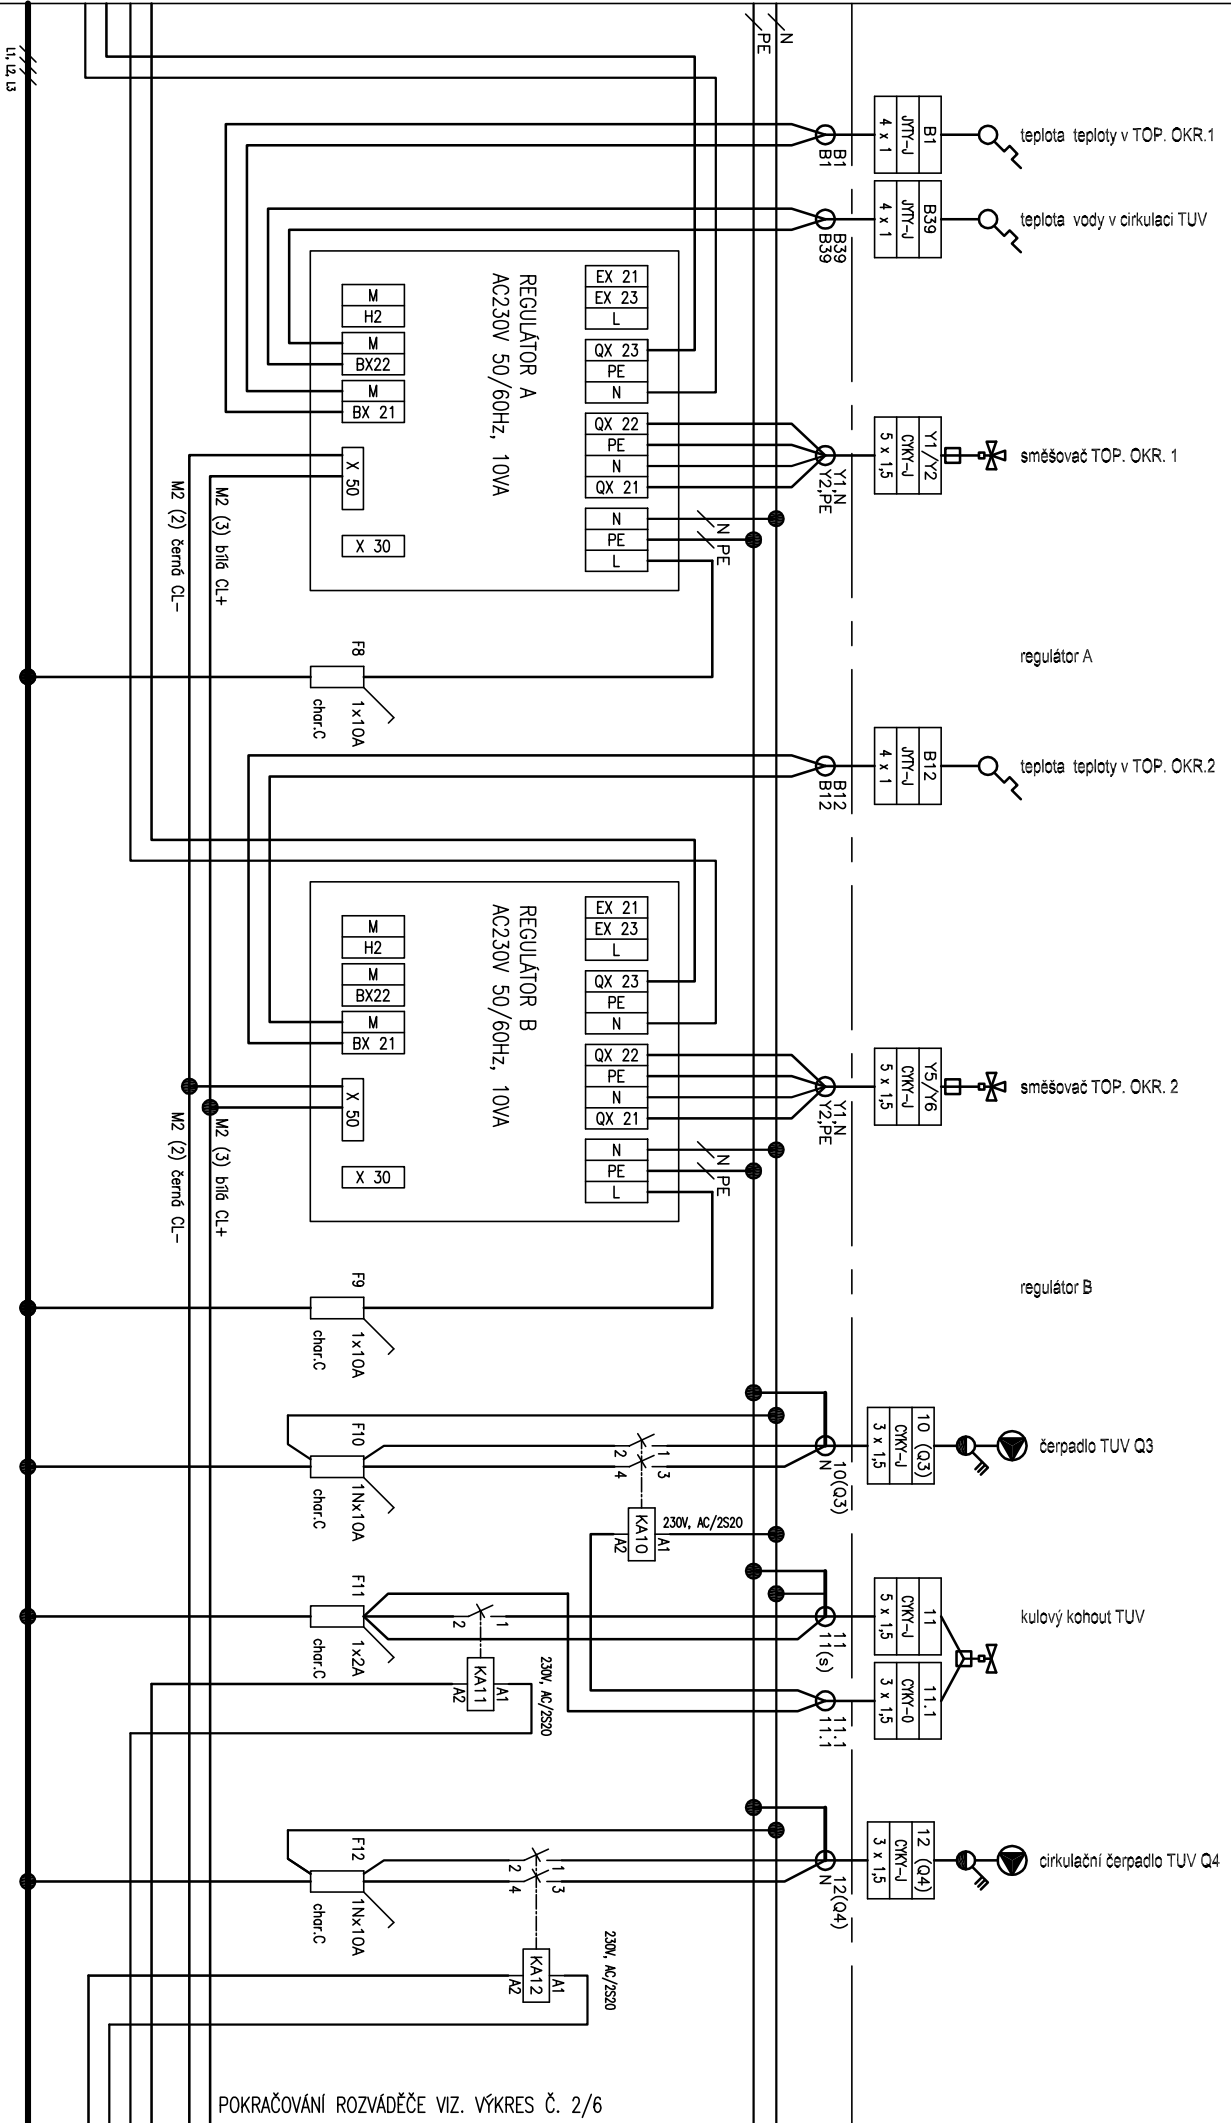 L1, L2, L3
N
PE
B1
B1
B1
JYTY-J
4 x 1
teplota teploty v TOP. OKR.1
B39
B39
B39
JYTY-J
4 x 1
teplota vody v cirkulaci TUV
REGULÁTOR A
AC230V 50/60Hz, 10VA
EX 21
EX 23
L
QX 23
PE
N
QX 22
PE
N
QX 21
N
PE
L
M
H2
M
BX22
M
BX 21
X 50
X 30
N
PE
Y1,N
Y2,PE
Y1/Y2
CYKY-J
5 x 1,5
směšovač TOP. OKR. 1
M2 (3) bílá CL+
M2 (2) černá CL-
F8
1x10A
char.C
regulátor A
B12
B12
B12
JYTY-J
4 x 1
teplota teploty v TOP. OKR.2
REGULÁTOR B
AC230V 50/60Hz, 10VA
EX 21
EX 23
L
QX 23
PE
N
QX 22
PE
N
QX 21
N
PE
L
M
H2
M
BX22
M
BX 21
X 50
X 30
N
PE
Y1,N
Y2,PE
Y5/Y6
CYKY-J
5 x 1,5
směšovač TOP. OKR. 2
M2 (3) bílá CL+
M2 (2) černá CL-
F9
1x10A
char.C
regulátor B
F10
1Nx10A
char.C
1
2
3
4
KA10
A1
A2
230V, AC/2S20
10(Q3)
N
10 (Q3)
CYKY-J
3 x 1,5
čerpadlo TUV Q3
F11
1x2A
char.C
1
2
KA11
A1
A2
230V, AC/2S20
11
11(s)
11
CYKY-J
5 x 1,5
11.1
11.1
11.1
CYKY-O
3 x 1,5
kulový kohout TUV
F12
1Nx10A
char.C
1
2
3
4
KA12
A1
A2
230V, AC/2S20
12(Q4)
N
12 (Q4)
CYKY-J
3 x 1,5
cirkulační čerpadlo TUV Q4
POKRAČOVÁNÍ ROZVÁDĚČE VIZ. VÝKRES Č. 2/6